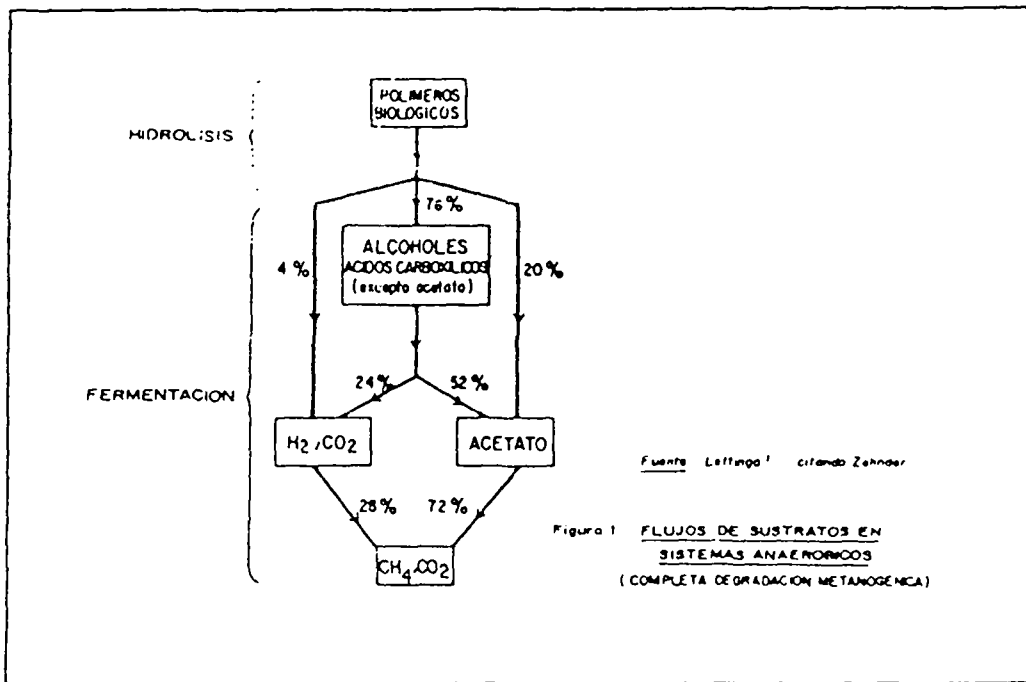 POLIMEROS
BIOLOGICOS
HIDROLISIS
76%
ALCOHOLES
ACIDOS CARBOXILICOS
(excepto acetato)
4%
20%
24%
52%
FERMENTACION
H2,CO2
ACETATO
Fuente Lettinga1 citando Zehnder
28%
72%
Figura 1 FLUJOS DE SUSTRATOS EN
SISTEMAS ANAEROBICOS
CH4,CO2
(COMPLETA DEGRADACION METANOGENICA)